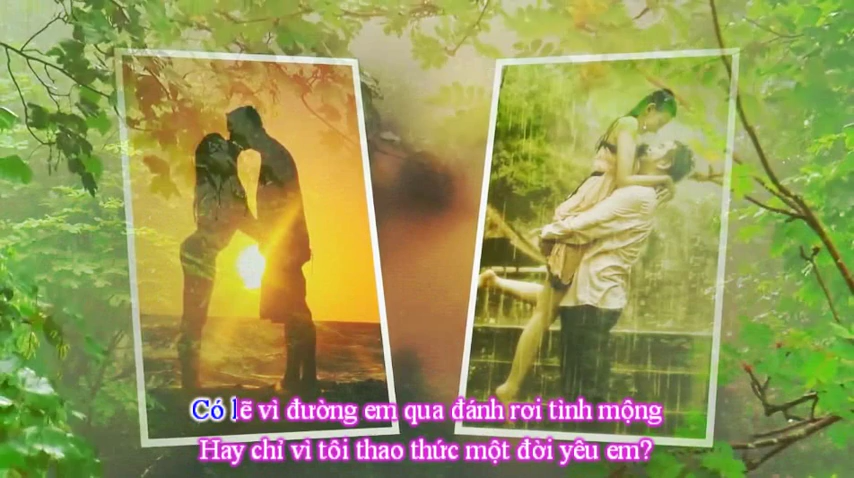 Có lẽ vì đường em qua đánh rơi tình mộng
Hay chỉ vì tôi thao thức một đời yêu em?